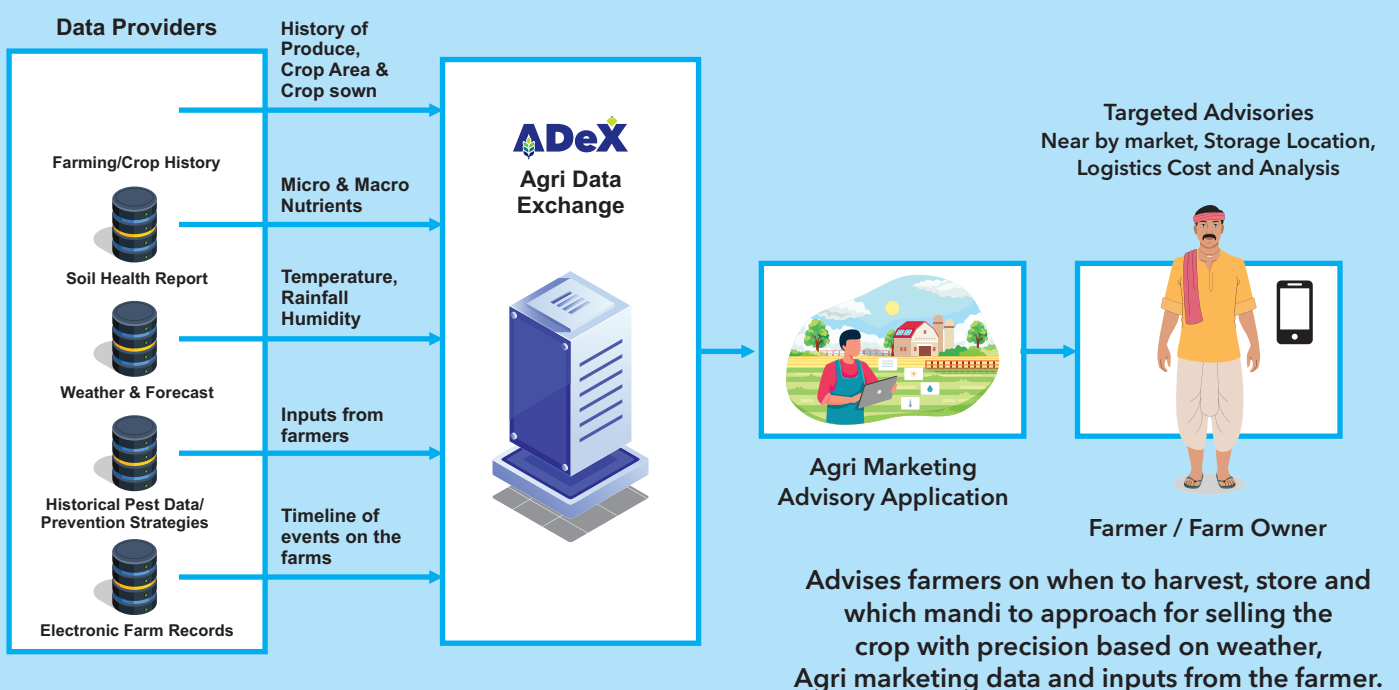 Data Providers
History of
Produce,
Crop Area &
Crop sown
Farming/Crop History
Micro & Macro
Nutrients
Soil Health Report
Temperature,
Rainfall
Humidity
Weather & Forecast
Inputs from
farmers
Historical Pest Data/
Prevention Strategies
Timeline of
events on the
farms
Electronic Farm Records
ADeX
Agri Data
Exchange
Agri Marketing
Advisory Application
Targeted Advisories
Near by market, Storage Location,
Logistics Cost and Analysis
Farmer / Farm Owner
Advises farmers on when to harvest, store and
which mandi to approach for selling the
crop with precision based on weather,
Agri marketing data and inputs from the farmer.